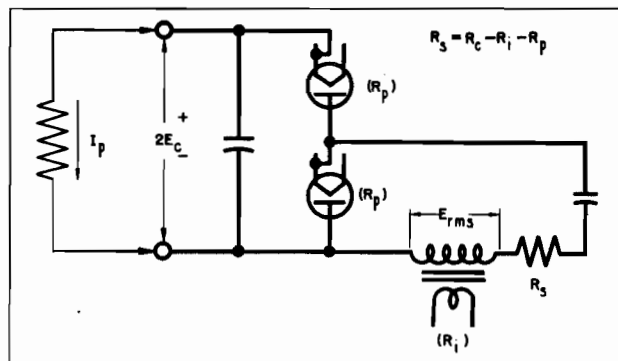 R_s = R_c – R_i – R_p
(R_p)
I_p
+
2E_c
–
(R_p)
E_rms
R_s
(R_i)